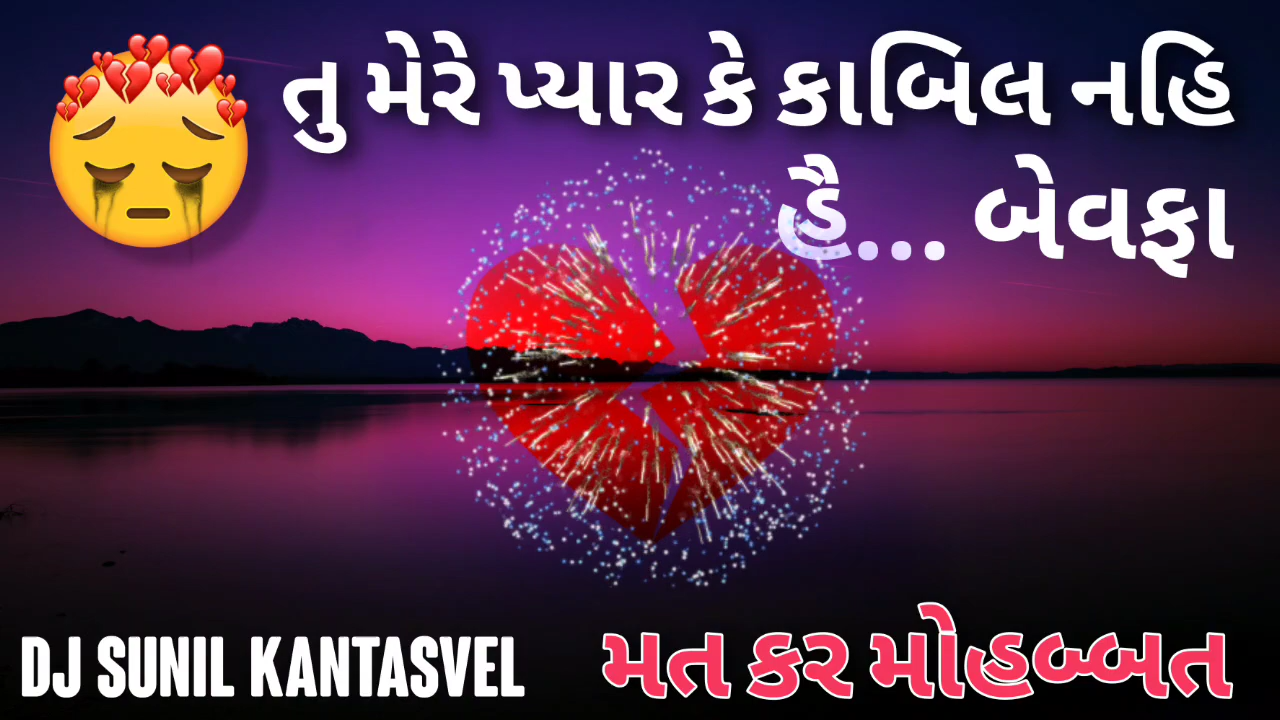 તુ મેરે પ્યાર કે કાબિલ નહિ
હૈ... બેવફા
DJ SUNIL KANTASVEL
મત કર મોહબ્બત